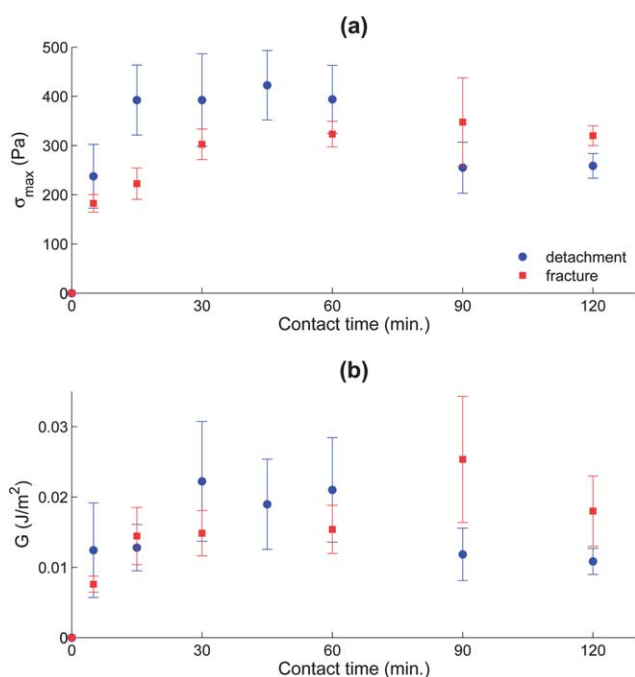 (a)
500
400
300
200
100
0
σmax (Pa)
detachment
fracture
0 30 60 90 120
Contact time (min.)
(b)
0.03
0.02
0.01
0
G (J/m²)
0 30 60 90 120
Contact time (min.)